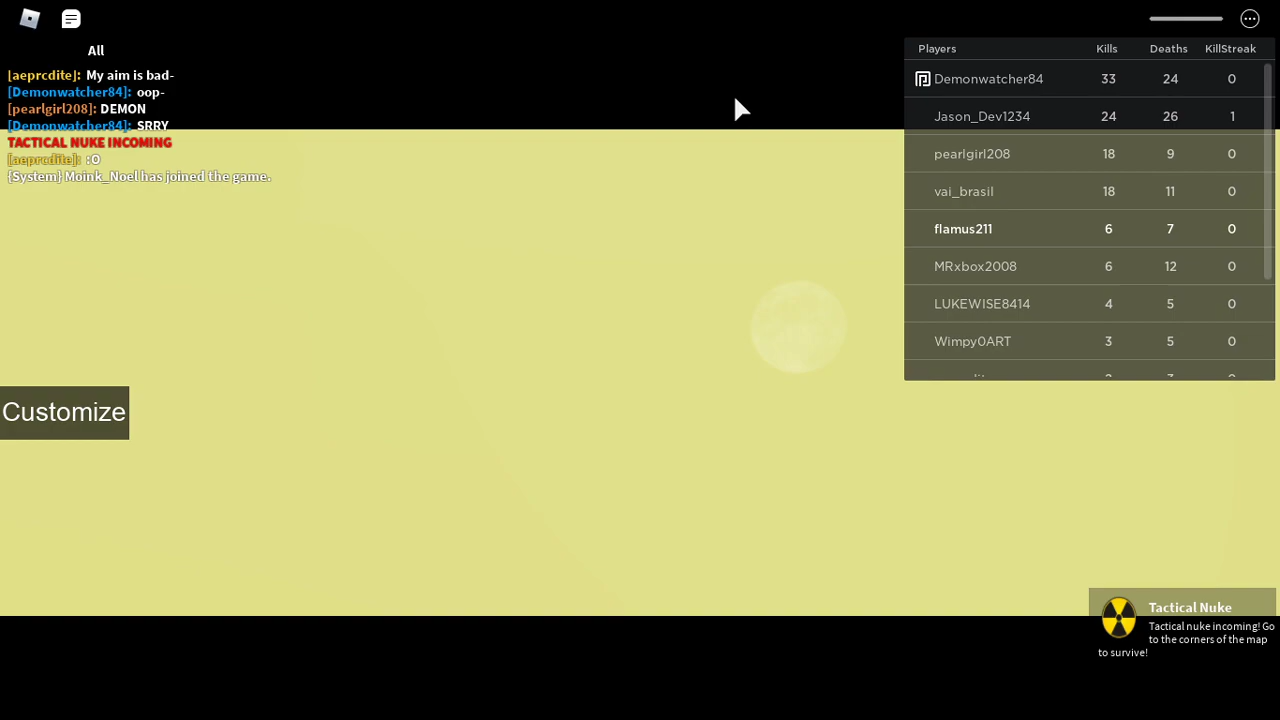 All
[aeprcdite]: My aim is bad-
[Demonwatcher84]: oop-
[pearlgirl208]: DEMON
[Demonwatcher84]: SRRY
TACTICAL NUKE INCOMING
[aeprcdite]: :O
{System} Moink_Noel has joined the game.
Players Kills Deaths KillStreak
Demonwatcher84 33 24 0
Jason_Dev1234 24 26 1
pearlgirl208 18 9 0
vai_brasil 18 11 0
flamus211 6 7 0
MRxbox2008 6 12 0
LUKEWISE8414 4 5 0
Wimpy0ART 3 5 0
Customize
Tactical Nuke
Tactical nuke incoming! Go
to the corners of the map
to survive!